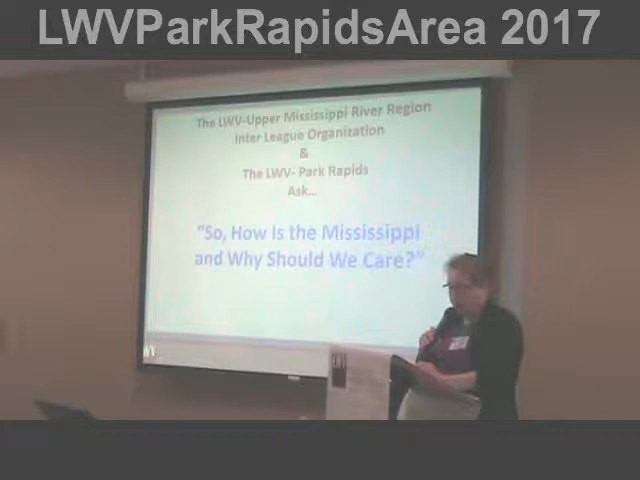 LWVParkRapidsArea 2017
The LWV-Upper Mississippi River Region
Inter League Organization
&
The LWV- Park Rapids
Ask...
"So, How Is the Mississippi
and Why Should We Care?"